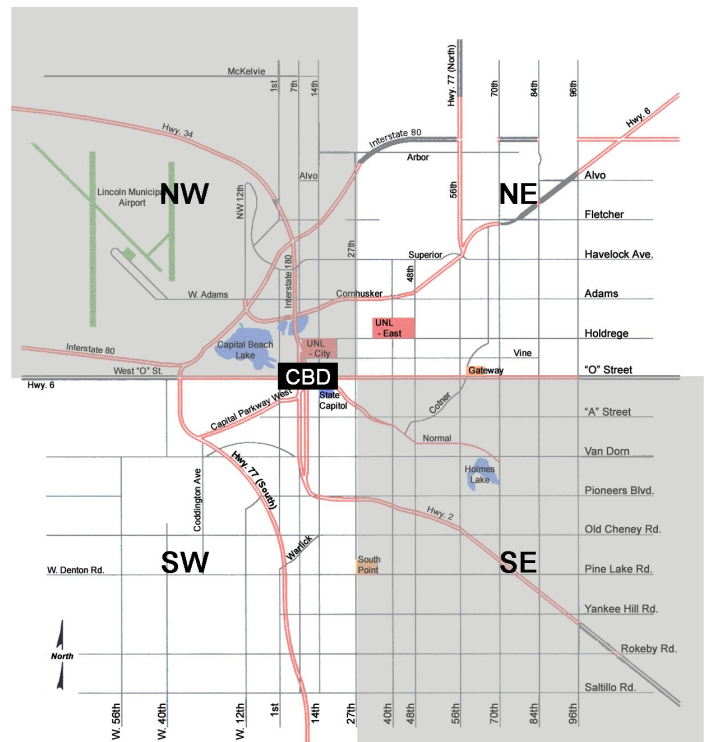 McKelvie
1st
7th
14th
Hwy. 77 (North)
70th
84th
96th
Hwy. 6
Hwy. 34
Interstate 80
Arbor
Alvo
Alvo
Lincoln Municipal
Airport
NW
NW 12th
56th
NE
Fletcher
27th
Superior
Havelock Ave.
Interstate 180
48th
W. Adams
Cornhusker
Adams
UNL
- East
Holdrege
Interstate 80
Capital Beach
Lake
UNL
- City
Vine
West "O" St.
Gateway
"O" Street
Hwy. 6
CBD
State
Capitol
Capital Parkway West
Cotner
"A" Street
Normal
Van Dorn
Coddington Ave
Hwy. 77 (South)
Holmes
Lake
Pioneers Blvd.
Hwy. 2
Old Cheney Rd.
Warlick
W. Denton Rd.
SW
South
Point
SE
Pine Lake Rd.
Yankee Hill Rd.
North
Rokeby Rd.
Saltillo Rd.
W. 56th
W. 40th
W. 12th
1st
14th
27th
40th
48th
56th
70th
84th
96th